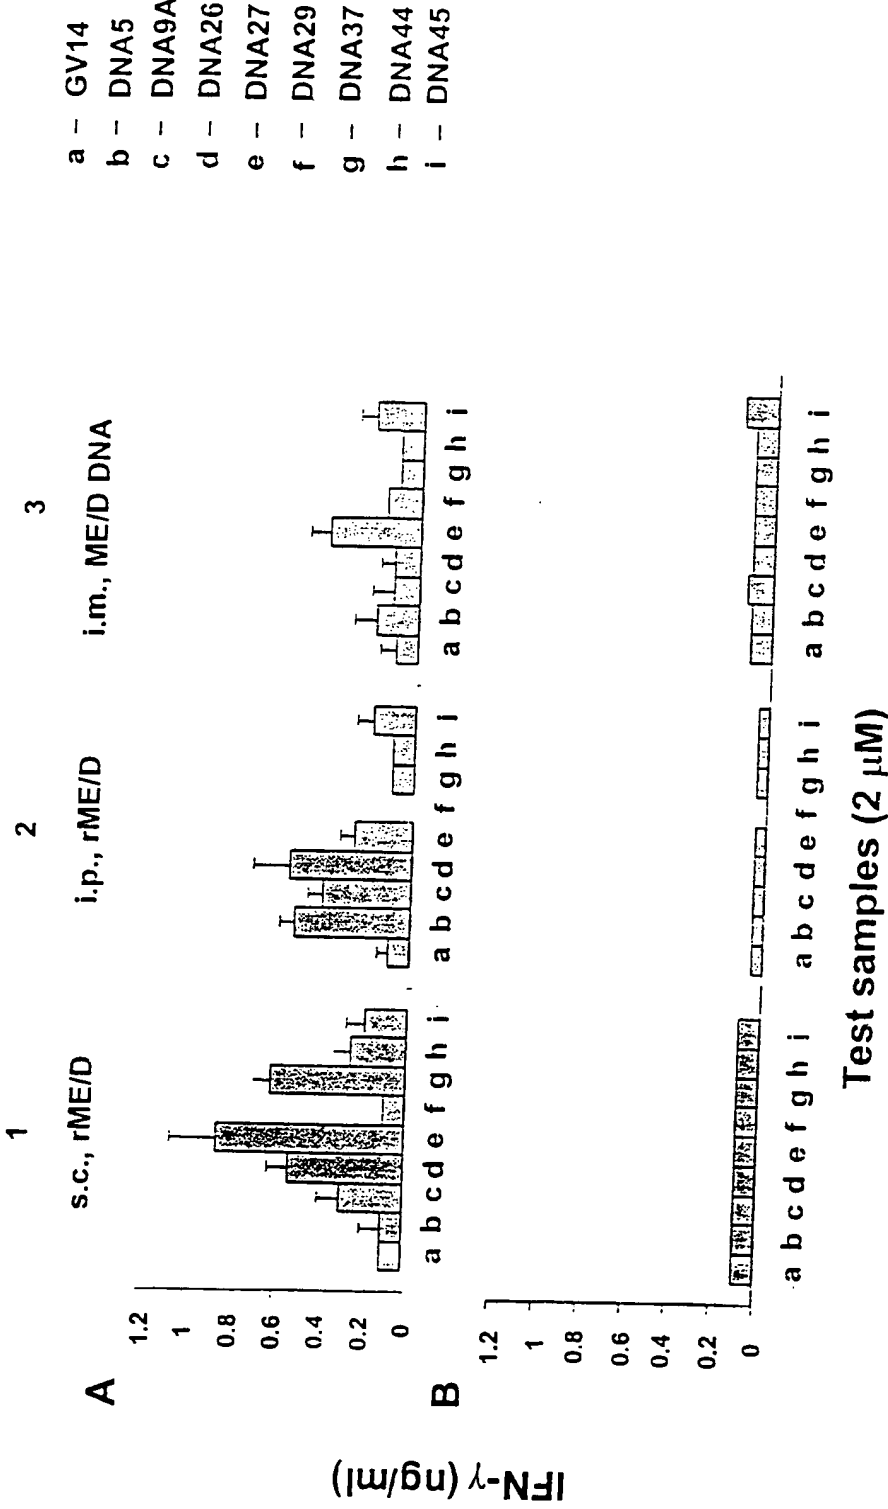 1 2 3
s.c., rME/D i.p., rME/D i.m., ME/D DNA
A
1.2
1
0.8
0.6
0.4
0.2
0
a b c d e f g h i a b c d e f g h i a b c d e f g h i
B
1.2
1
0.8
0.6
0.4
0.2
0
a b c d e f g h i a b c d e f g h i a b c d e f g h i
IFN-γ (ng/ml)
Test samples (2 µM)
a – GV14
b – DNA5
c – DNA9A
d – DNA26
e – DNA27
f – DNA29
g – DNA37
h – DNA44
i – DNA45